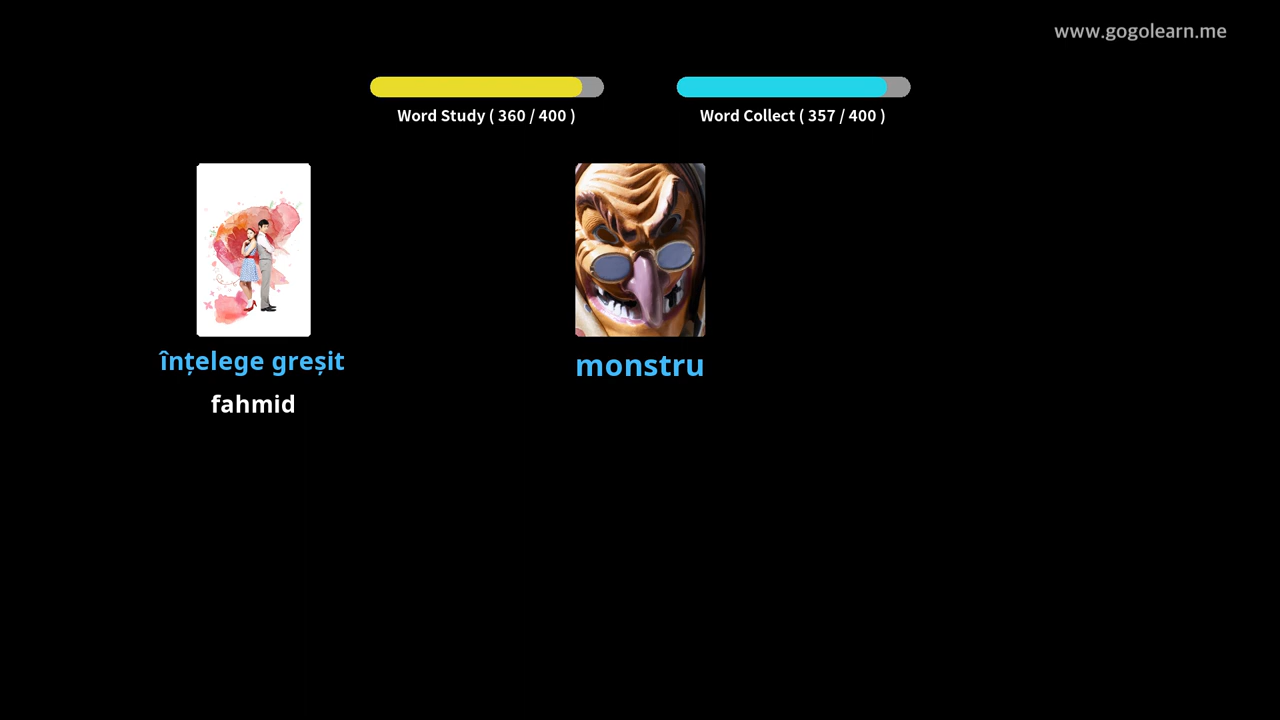 www.gogolearn.me
Word Study ( 360 / 400 )
Word Collect ( 357 / 400 )
înțelege greșit
fahmid
monstru